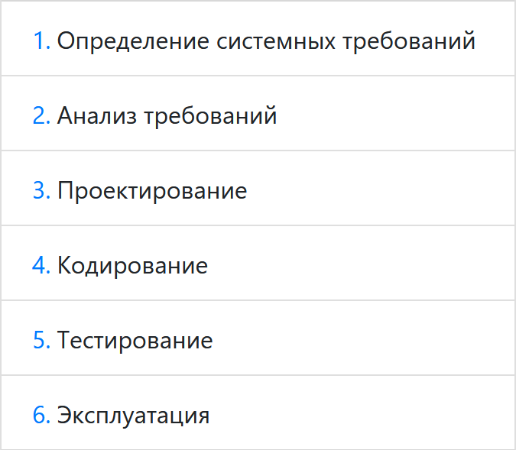 1. Определение системных требований
2. Анализ требований
3. Проектирование
4. Кодирование
5. Тестирование
6. Эксплуатация